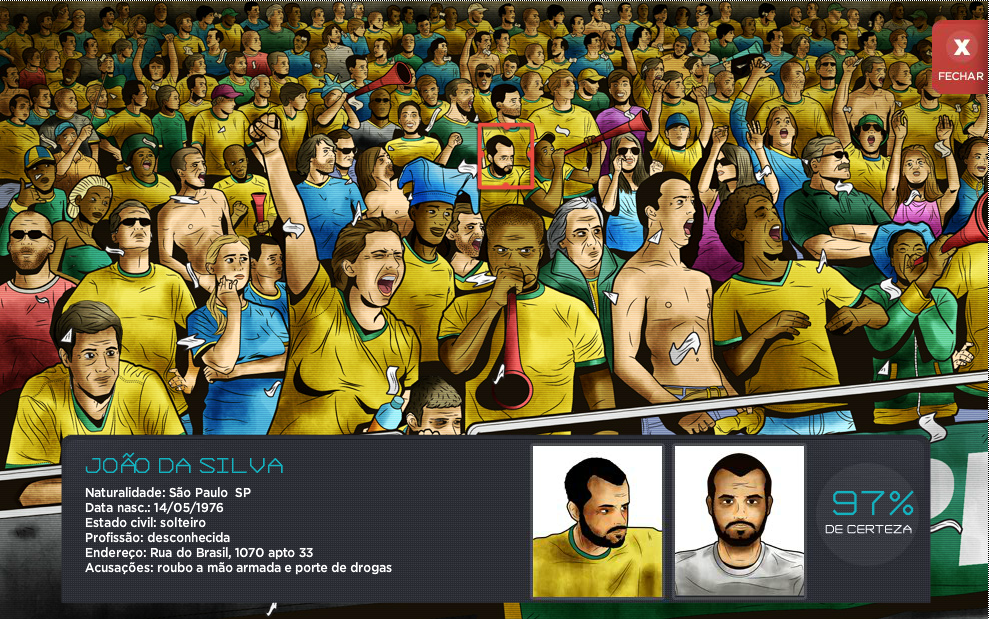 X
FECHAR
JOÃO DA SILVA
Naturalidade: São Paulo SP
Data nasc.: 14/05/1976
Estado civil: solteiro
Profissão: desconhecida
Endereço: Rua do Brasil, 1070 apto 33
Acusações: roubo a mão armada e porte de drogas
97%
DE CERTEZA